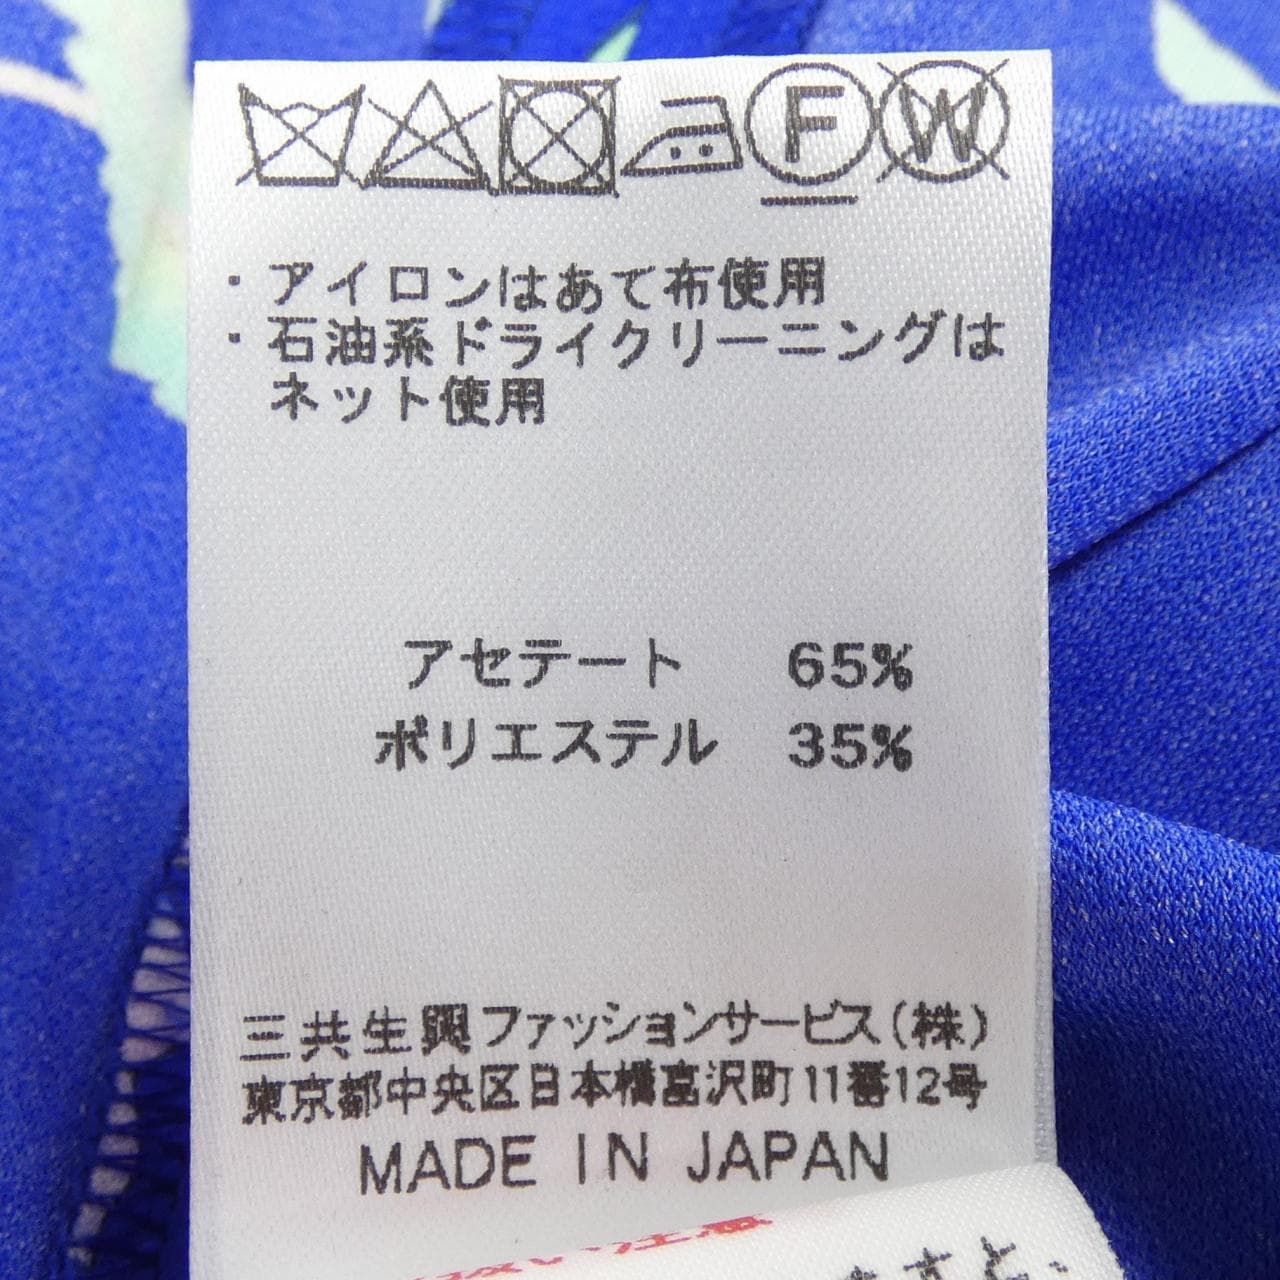 F W
・アイロンはあて布使用
・石油系ドライクリーニングは
ネット使用
アセテート 65%
ポリエステル 35%
三共生興ファッションサービス(株)
東京都中央区日本橋富沢町11番12号
MADE IN JAPAN
扱い注意